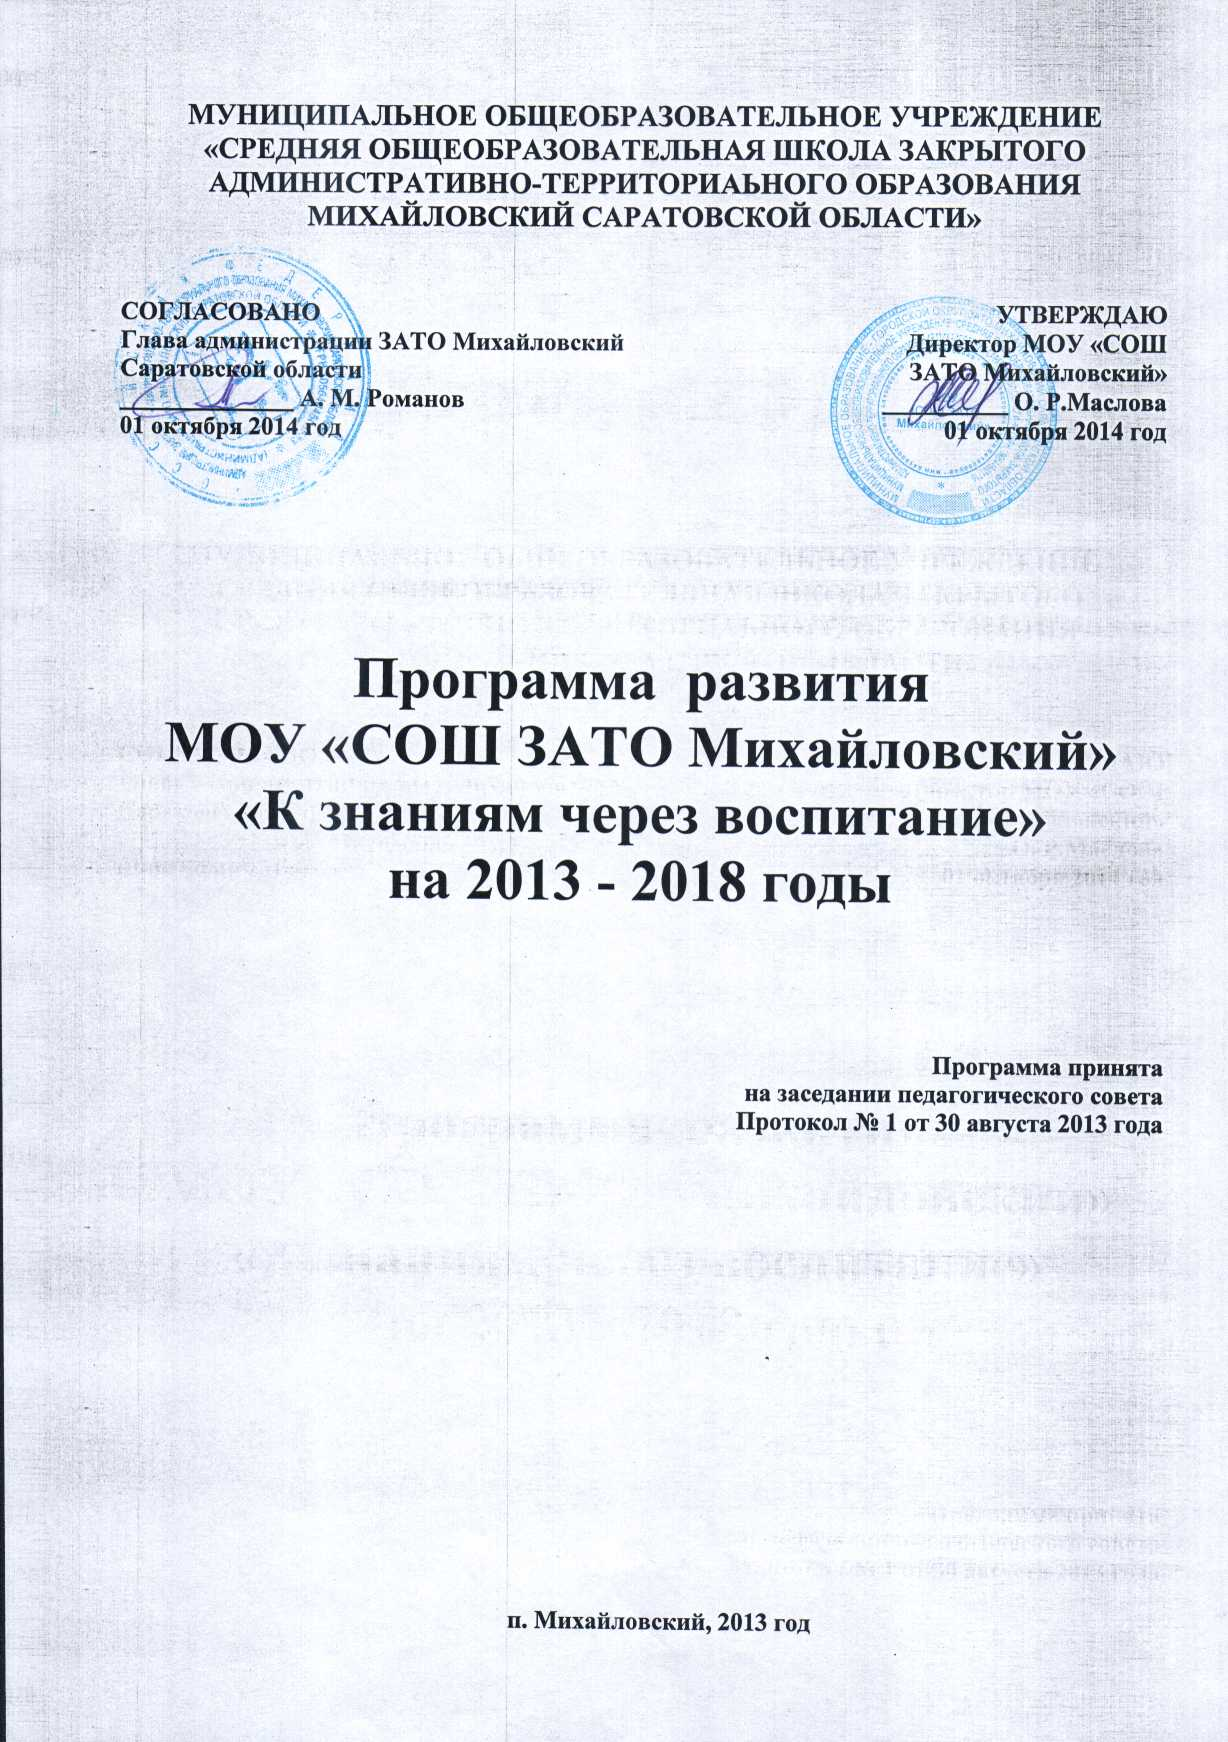 МУНИЦИПАЛЬНОЕ ОБЩЕОБРАЗОВАТЕЛЬНОЕ УЧРЕЖДЕНИЕ
«СРЕДНЯЯ ОБЩЕОБРАЗОВАТЕЛЬНАЯ ШКОЛА ЗАКРЫТОГО
АДМИНИСТРАТИВНО-ТЕРРИТОРИАЬНОГО ОБРАЗОВАНИЯ
МИХАЙЛОВСКИЙ САРАТОВСКОЙ ОБЛАСТИ»
СОГЛАСОВАНО
Глава администрации ЗАТО Михайловский
Саратовской области
А. М. Романов
01 октября 2014 год
УТВЕРЖДАЮ
Директор МОУ «СОШ
ЗАТО Михайловский»
О. Р.Маслова
01 октября 2014 год
Программа развития
МОУ «СОШ ЗАТО Михайловский»
«К знаниям через воспитание»
на 2013 - 2018 годы
Программа принята
на заседании педагогического совета
Протокол № 1 от 30 августа 2013 года
п. Михайловский, 2013 год